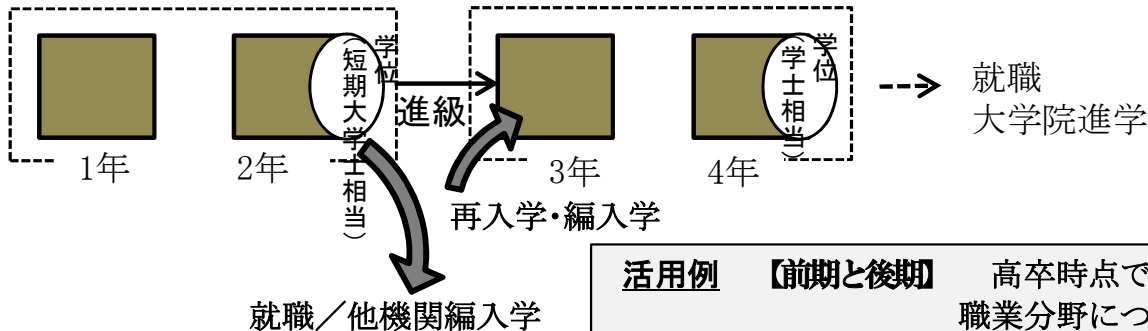 学位
(短期大学士相当)
学位
(学士相当)
進級
就職
大学院進学
1年
2年
3年
4年
再入学・編入学
就職／他機関編入学
活用例 【前期と後期】 高卒時点で
職業分野につ